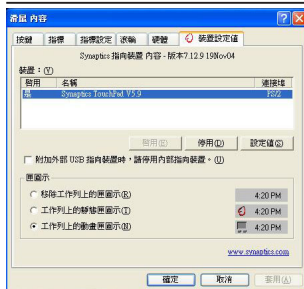 滑鼠 內容
按鍵 指標 指標設定 滾輪 硬體 裝置設定值
Synaptics 指向裝置 內容 - 版本7.12.9 19Nov04
裝置：(Y)
啓用 名稱 連接埠
是 Synaptics TouchPad V5.9 PS/2
啓用(E) 停用(D) 設定值(S)
附加外部 USB 指向裝置時，請停用內部指向裝置。(U)
匣圖示
移除工作列上的匣圖示(R) 4:20 PM
工作列上的靜態匣圖示(T) 4:20 PM
工作列上的動畫匣圖示(N) 4:20 PM
www.synaptics.com
確定 取消 套用(A)